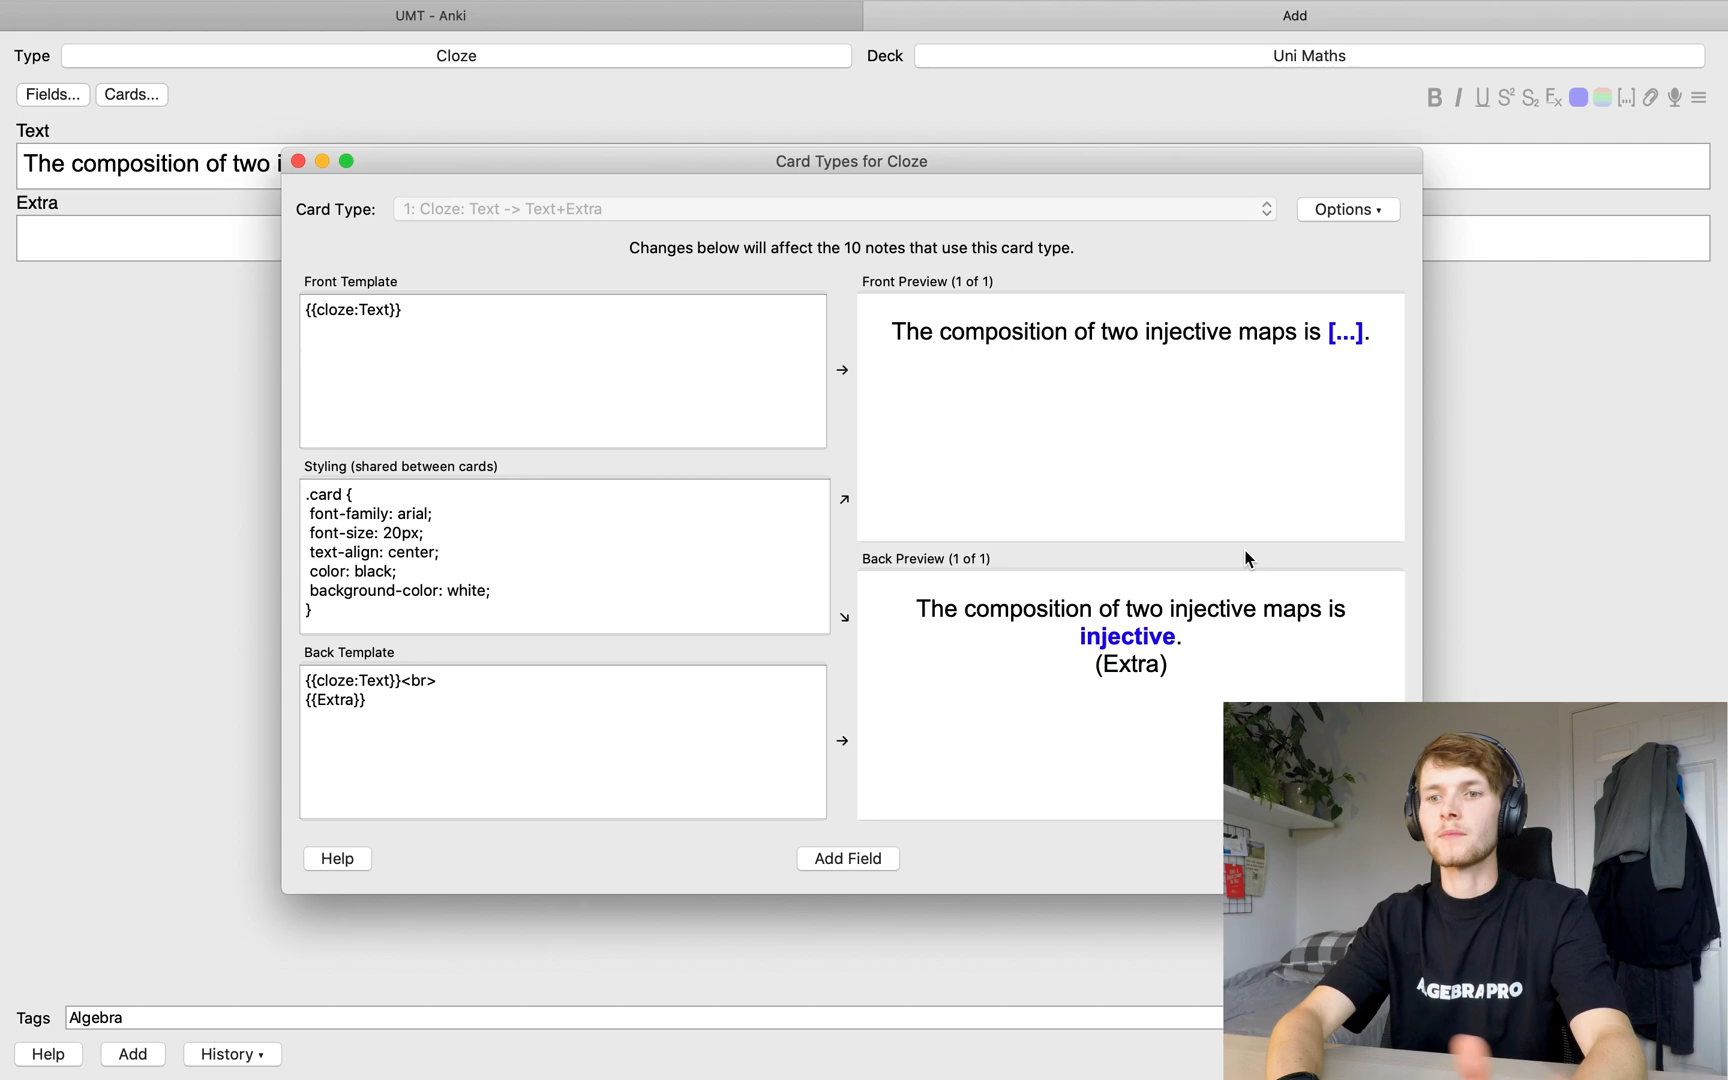 UMT - Anki
Add
Type
Cloze
Deck
Uni Maths
Fields...
Cards...
Text
The composition of two i
Extra
Card Types for Cloze
Card Type:
1: Cloze: Text -> Text+Extra
Options
Changes below will affect the 10 notes that use this card type.
Front Template
{{cloze:Text}}
Styling (shared between cards)
.card {
font-family: arial;
font-size: 20px;
text-align: center;
color: black;
background-color: white;
}
Back Template
{{cloze:Text}}<br>
{{Extra}}
Front Preview (1 of 1)
The composition of two injective maps is [...].
Back Preview (1 of 1)
The composition of two injective maps is
injective.
(Extra)
Help
Add Field
GEBRA PRO
Tags
Algebra
Help
Add
History